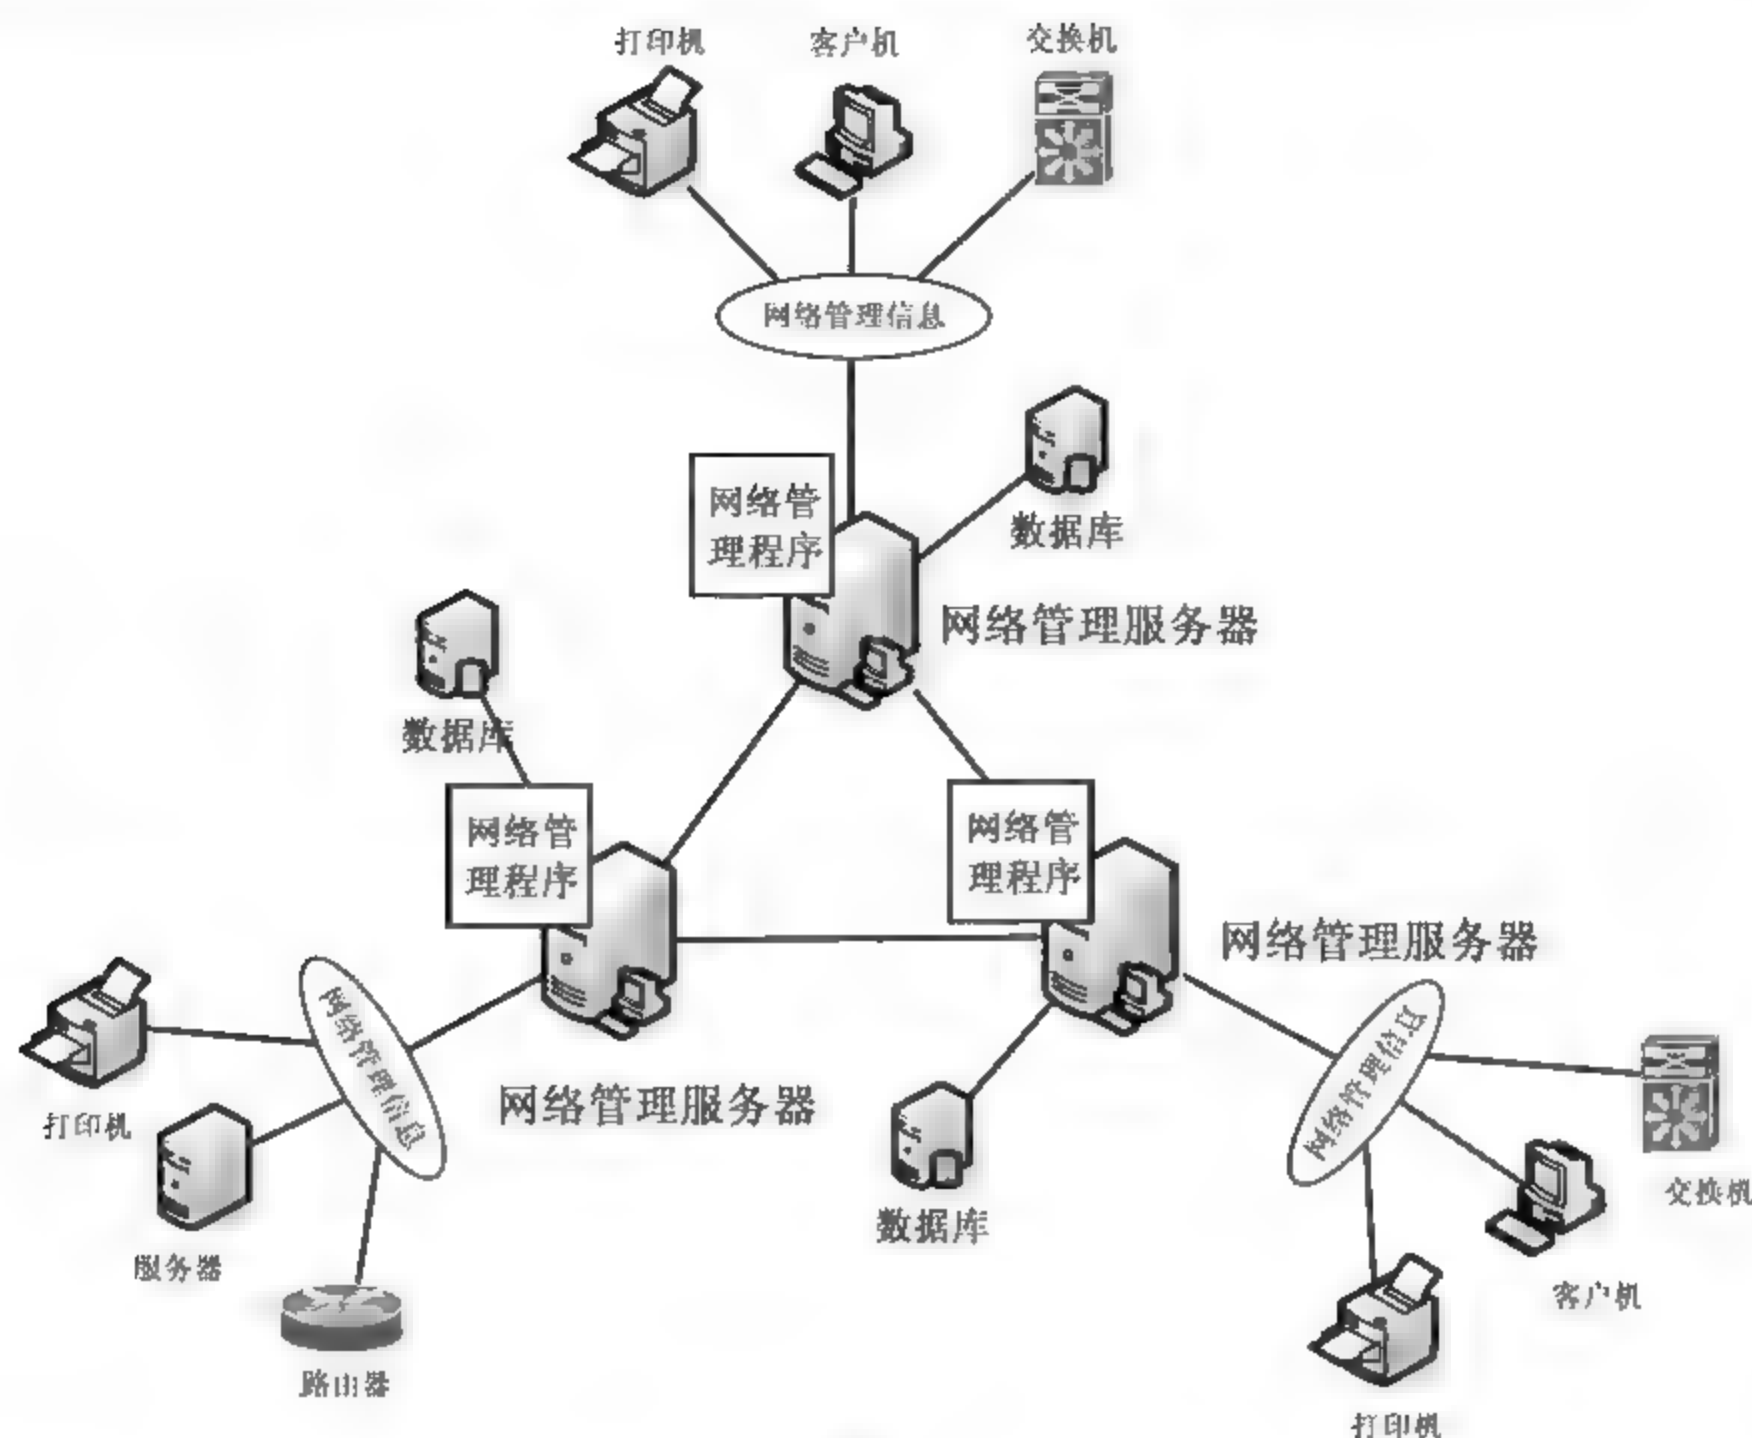 打印机
客户机
交换机
网络管理信息
网络管
理程序
数据库
网络管理服务器
数据库
网络管
理程序
网络管
理程序
网络管理服务器
网络管理信息
网络管理信息
打印机
网络管理服务器
数据库
交换机
服务器
客户机
路由器
打印机